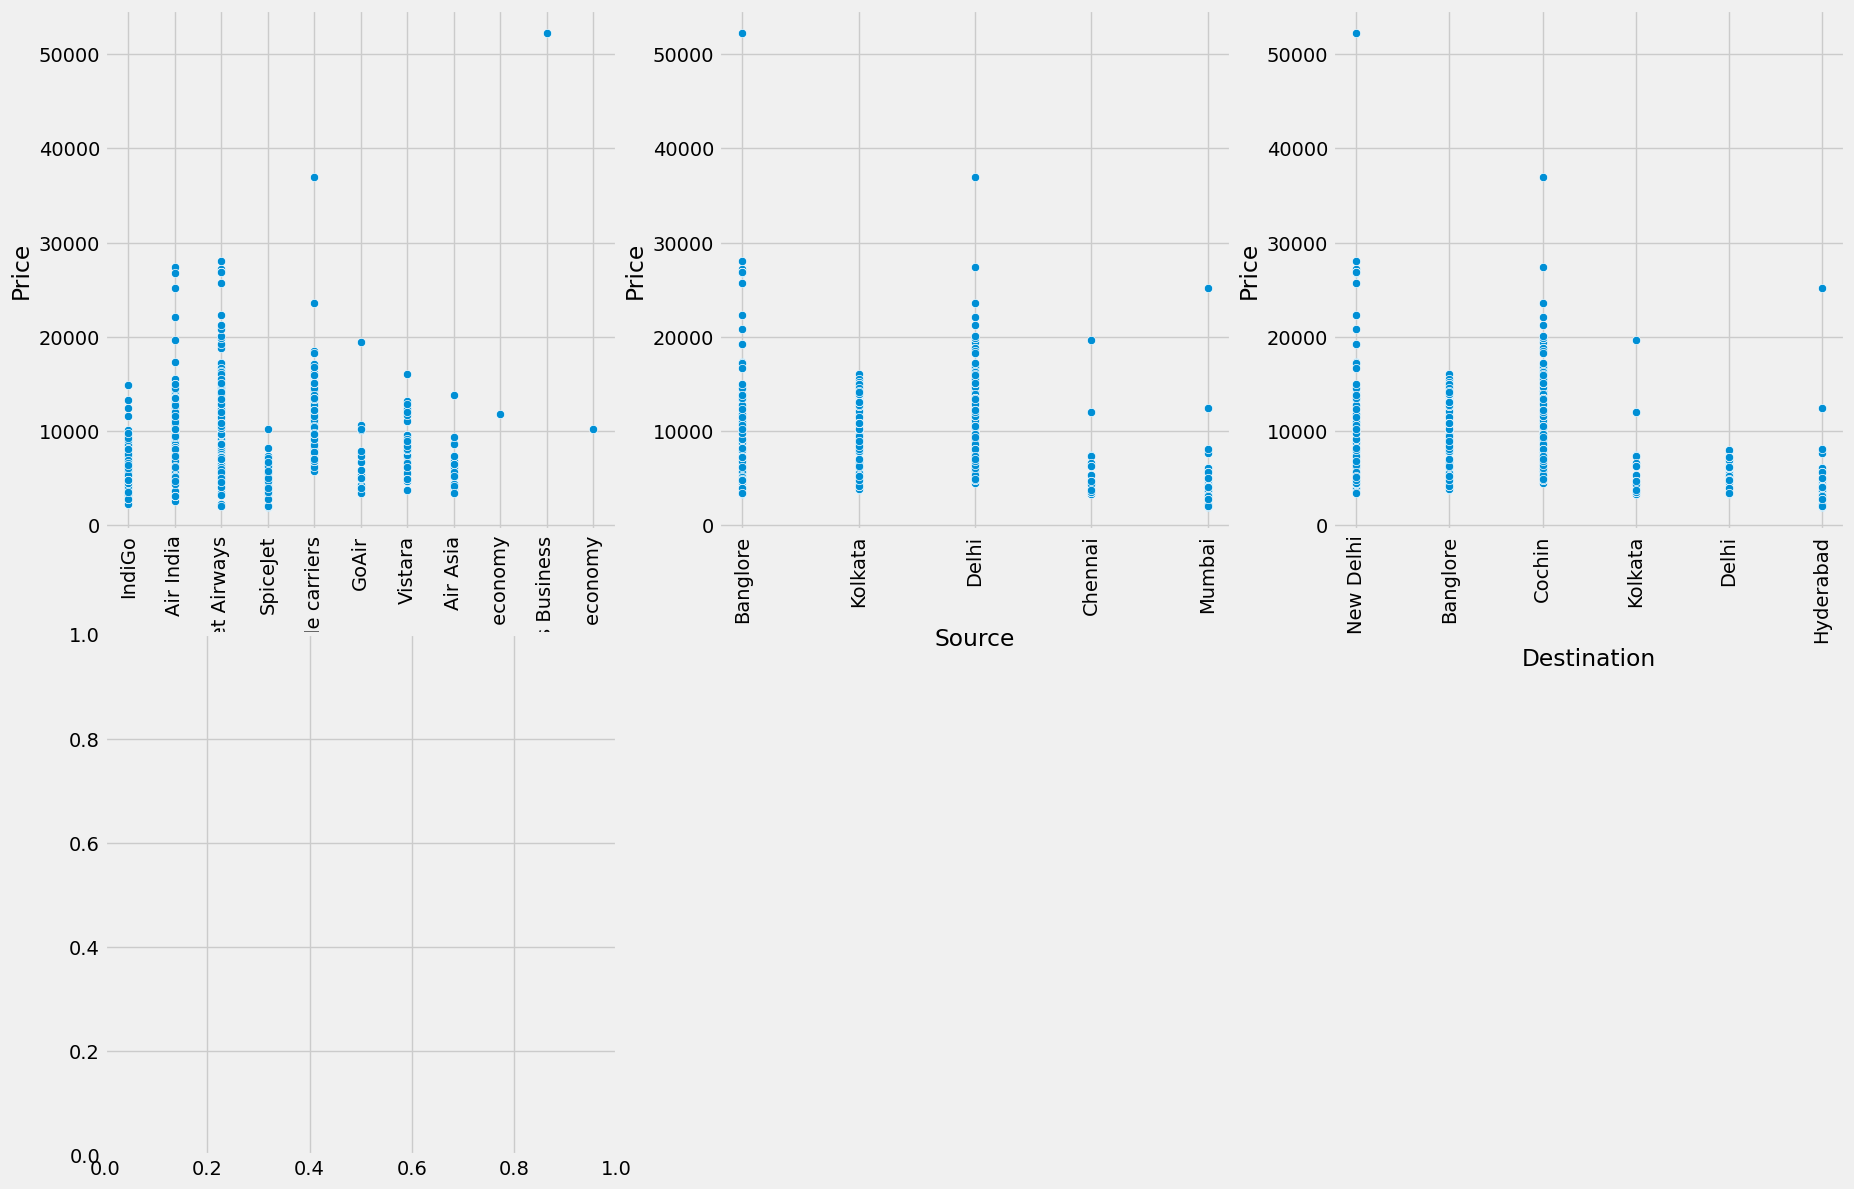 50000
40000
30000
20000
10000
0
Price
IndiGo
Air India
et Airways
SpiceJet
le carriers
GoAir
Vistara
Air Asia
economy
Business
economy
50000
40000
30000
20000
10000
0
Price
Banglore
Kolkata
Delhi
Chennai
Mumbai
Source
50000
40000
30000
20000
10000
0
Price
New Delhi
Banglore
Cochin
Kolkata
Delhi
Hyderabad
Destination
1.0
0.8
0.6
0.4
0.2
0.0
0.0
0.2
0.4
0.6
0.8
1.0